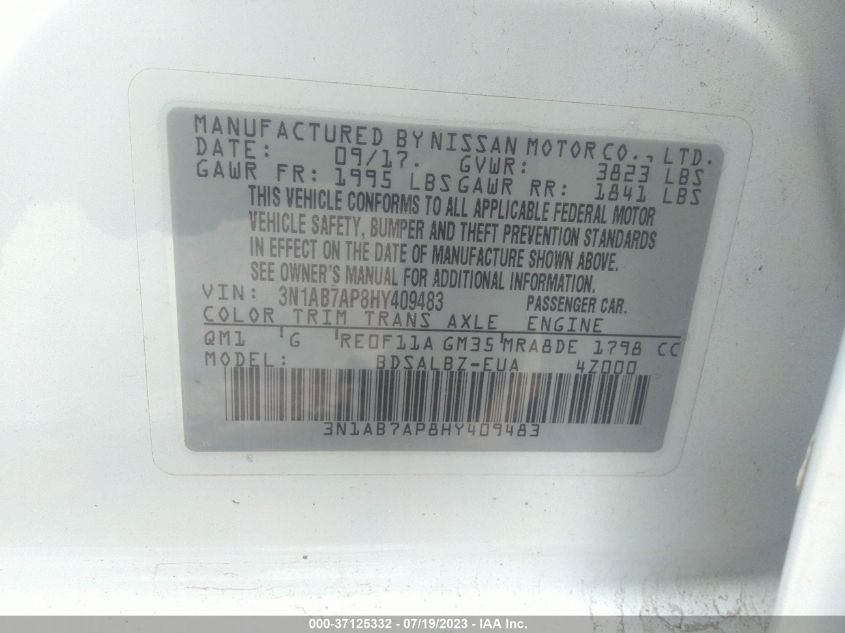 MANUFACTURED BY NISSAN MOTOR CO., LTD.
DATE: 09/17. GVWR: 3823 LBS
GAWR FR: 1995 LBS GAWR RR: 1841 LBS
THIS VEHICLE CONFORMS TO ALL APPLICABLE FEDERAL MOTOR
VEHICLE SAFETY, BUMPER AND THEFT PREVENTION STANDARDS
IN EFFECT ON THE DATE OF MANUFACTURE SHOWN ABOVE.
SEE OWNER'S MANUAL FOR ADDITIONAL INFORMATION.
VIN: 3N1AB7AP8HY409483 PASSENGER CAR.
COLOR TRIM TRANS AXLE ENGINE
QM1 G RE0F11A GM35 MRA8DE 1798 CC
MODEL: BDSALBZ-EUA 4Z000
3N1AB7AP8HY409483
000-37125332 - 07/19/2023 - IAA Inc.